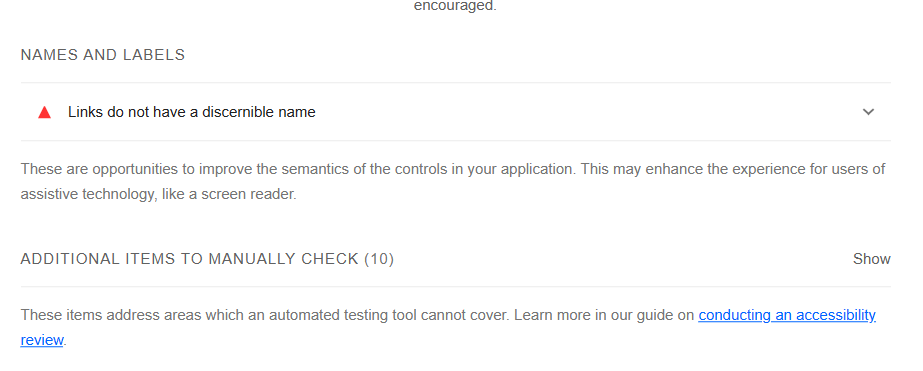 encouraged.
NAMES AND LABELS
Links do not have a discernible name
These are opportunities to improve the semantics of the controls in your application. This may enhance the experience for users of
assistive technology, like a screen reader.
ADDITIONAL ITEMS TO MANUALLY CHECK (10) Show
These items address areas which an automated testing tool cannot cover. Learn more in our guide on conducting an accessibility
review.